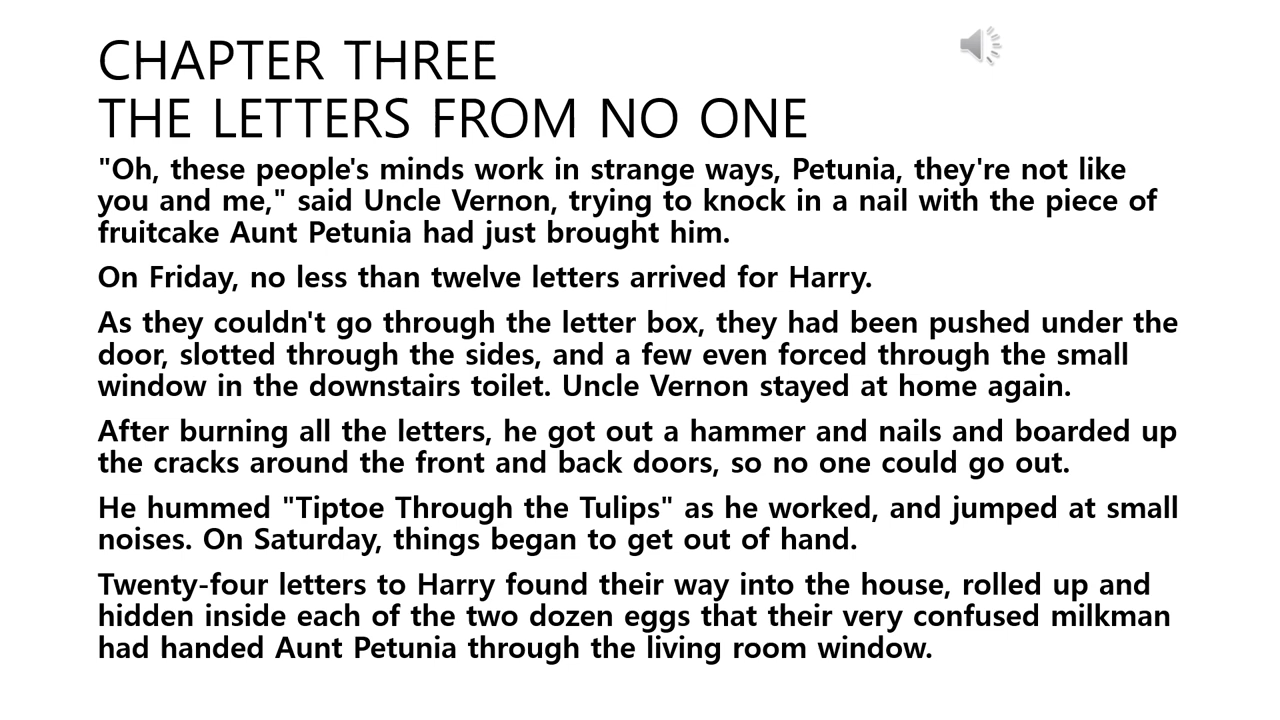 CHAPTER THREE
THE LETTERS FROM NO ONE
"Oh, these people's minds work in strange ways, Petunia, they're not like
you and me," said Uncle Vernon, trying to knock in a nail with the piece of
fruitcake Aunt Petunia had just brought him.
On Friday, no less than twelve letters arrived for Harry.
As they couldn't go through the letter box, they had been pushed under the
door, slotted through the sides, and a few even forced through the small
window in the downstairs toilet. Uncle Vernon stayed at home again.
After burning all the letters, he got out a hammer and nails and boarded up
the cracks around the front and back doors, so no one could go out.
He hummed "Tiptoe Through the Tulips" as he worked, and jumped at small
noises. On Saturday, things began to get out of hand.
Twenty-four letters to Harry found their way into the house, rolled up and
hidden inside each of the two dozen eggs that their very confused milkman
had handed Aunt Petunia through the living room window.